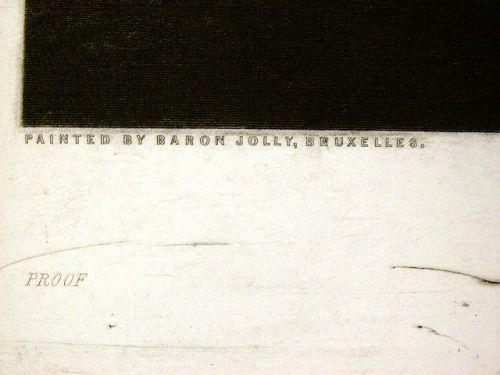 PAINTED BY BARON JOLLY, BRUXELLES.
PROOF